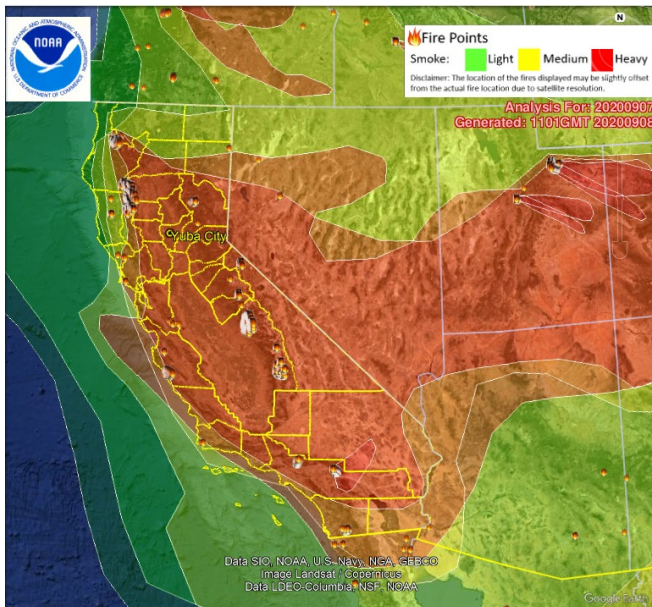 NATIONAL OCEANIC AND ATMOSPHERIC ADMINISTRATION
NOAA
U.S. DEPARTMENT OF COMMERCE
N
Fire Points
Smoke: Light Medium Heavy
Disclaimer: The location of the fires displayed may be slightly offset
from the actual fire location due to satellite resolution.
Analysis For: 20200907
Generated: 1101GMT 20200908
Yuba City
Data SIO, NOAA, U.S. Navy, NGA, GEBCO
Image Landsat / Copernicus
Data LDEO-Columbia, NSF, NOAA
Google Earth